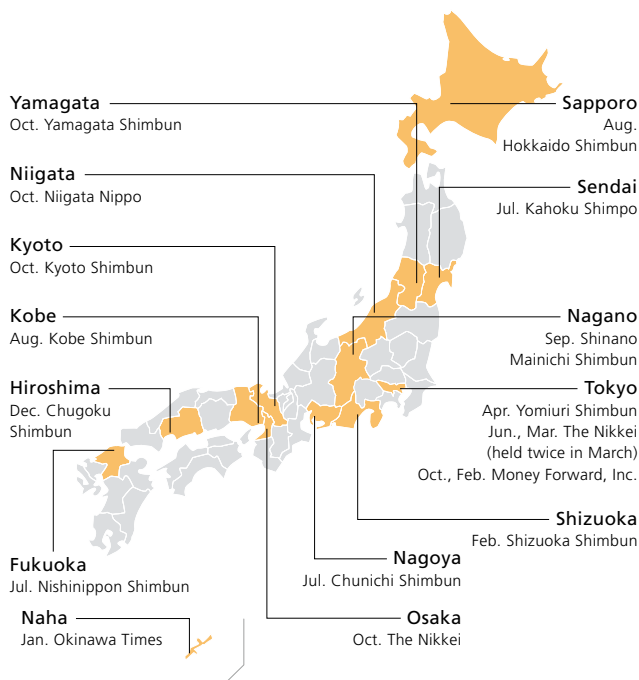 Yamagata
Oct. Yamagata Shimbun
Niigata
Oct. Niigata Nippo
Kyoto
Oct. Kyoto Shimbun
Kobe
Aug. Kobe Shimbun
Hiroshima
Dec. Chugoku
Shimbun
Fukuoka
Jul. Nishinippon Shimbun
Naha
Jan. Okinawa Times
Sapporo
Aug.
Hokkaido Shimbun
Sendai
Jul. Kahoku Shimpo
Nagano
Sep. Shinano
Mainichi Shimbun
Tokyo
Apr. Yomiuri Shimbun
Jun., Mar. The Nikkei
(held twice in March)
Oct., Feb. Money Forward, Inc.
Shizuoka
Feb. Shizuoka Shimbun
Nagoya
Jul. Chunichi Shimbun
Osaka
Oct. The Nikkei